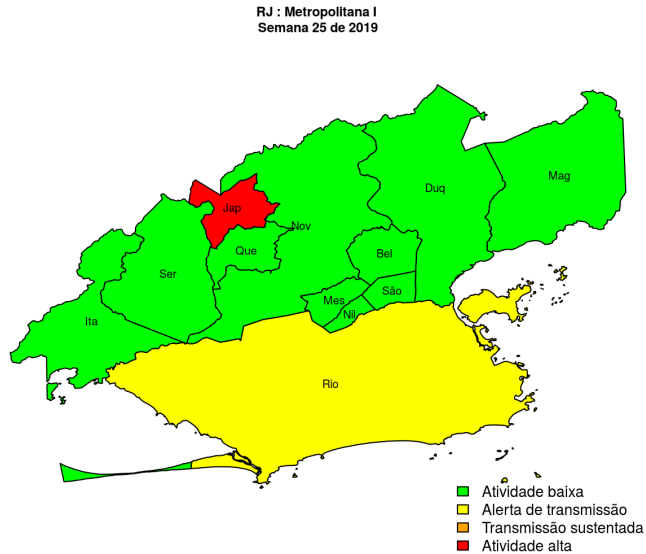 RJ : Metropolitana I
Semana 25 de 2019
Mag
Duq
Jap
Nov
Que
Bel
Ser
São
Mes
Nil
Ita
Rio
Atividade baixa
Alerta de transmissão
Transmissão sustentada
Atividade alta